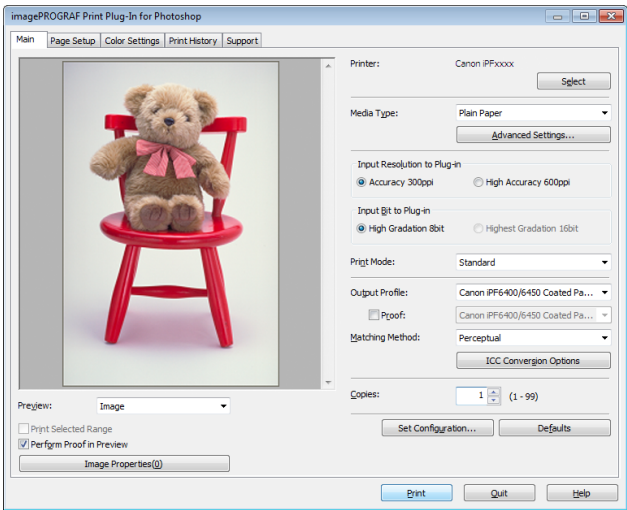 imagePROGRAF Print Plug-In for Photoshop
Main Page Setup Color Settings Print History Support
Printer: Canon iPFxxxx
Select
Media Type: Plain Paper
Advanced Settings...
Input Resolution to Plug-in
Accuracy 300ppi High Accuracy 600ppi
Input Bit to Plug-in
High Gradation 8bit Highest Gradation 16bit
Print Mode: Standard
Output Profile: Canon iPF6400/6450 Coated Pa...
Proof: Canon iPF6400/6450 Coated Pa...
Matching Method: Perceptual
ICC Conversion Options
Copies: 1 (1 - 99)
Preview: Image
Print Selected Range
Perform Proof in Preview
Image Properties(0)
Set Configuration... Defaults
Print Quit Help